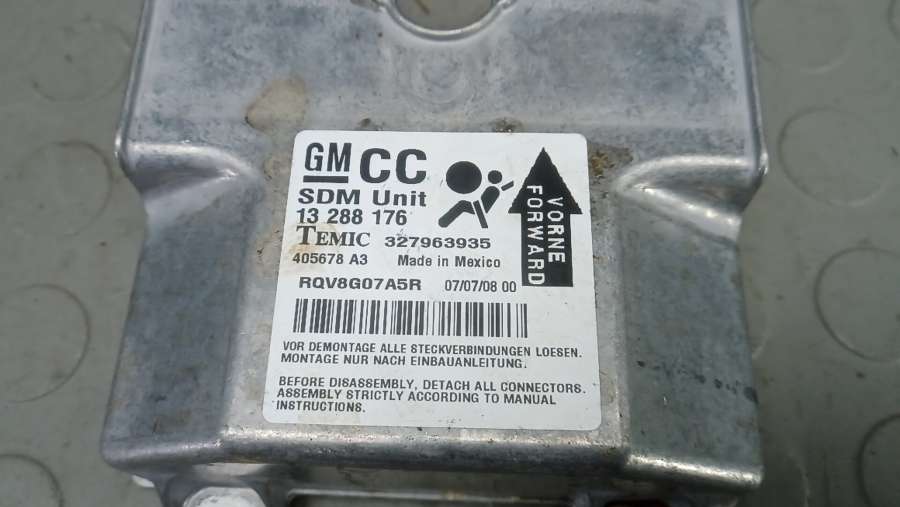 GM CC
SDM Unit
13 288 176
TEMIC 327963935
405678 A3 Made in Mexico
RQV8G07A5R 07/07/08 00
VORNE
FORWARD
VOR DEMONTAGE ALLE STECKVERBINDUNGEN LOESEN.
MONTAGE NUR NACH EINBAUANLEITUNG.
BEFORE DISASSEMBLY, DETACH ALL CONNECTORS.
ASSEMBLY STRICTLY ACCORDING TO MANUAL
INSTRUCTIONS.